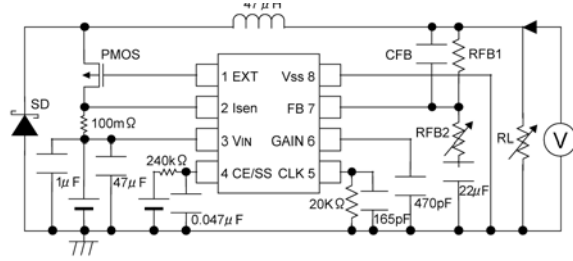 47μH
PMOS
SD
100mΩ
1μF
47μF
240kΩ
0.047μF
1 EXT
2 Isen
3 VIN
4 CE/SS
Vss 8
FB 7
GAIN 6
CLK 5
20KΩ
165pF
470pF
22μF
CFB
RFB1
RFB2
RL
V